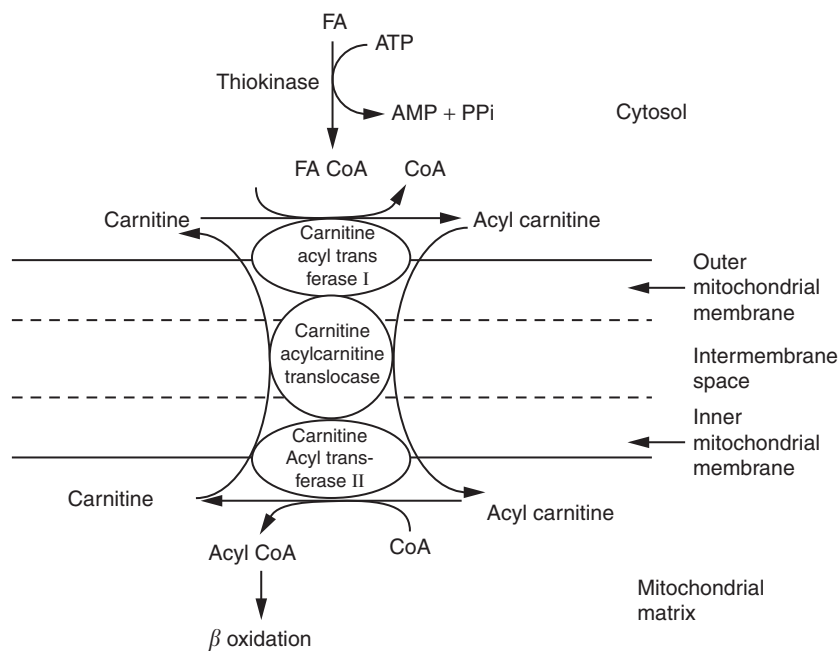 FA
ATP
Thiokinase
AMP + PPi
Cytosol
FA CoA
CoA
Carnitine
Acyl carnitine
Carnitine
acyl trans
ferase I
Outer
mitochondrial
membrane
Carnitine
acylcarnitine
translocase
Intermembrane
space
Carnitine
Acyl trans-
ferase II
Inner
mitochondrial
membrane
Carnitine
Acyl carnitine
Acyl CoA
CoA
Mitochondrial
matrix
β oxidation